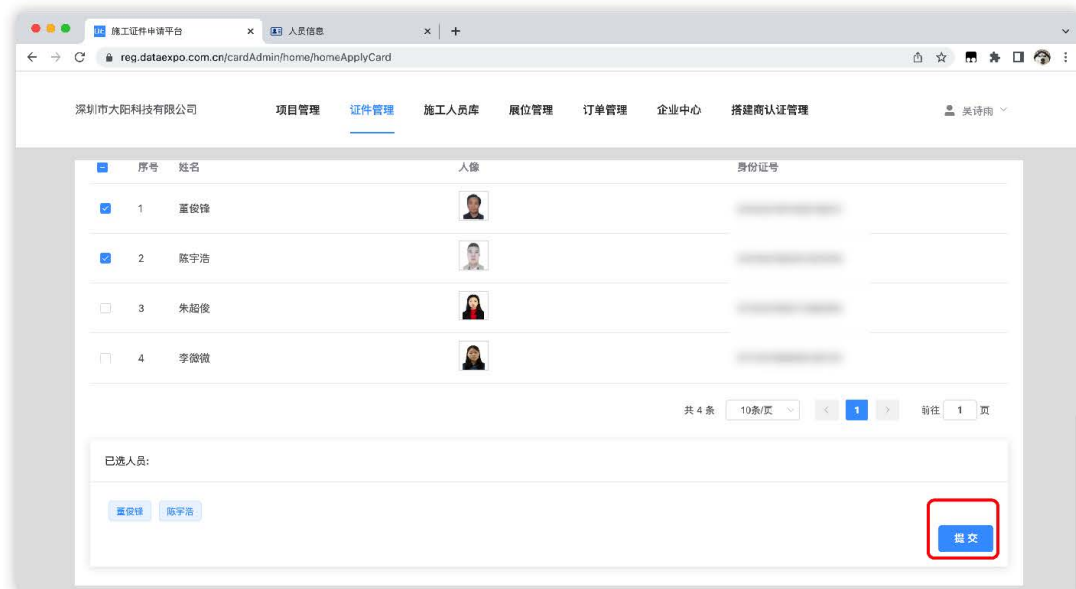 施工证件申请平台
人员信息
reg.dataexpo.com.cn/cardAdmin/home/homeApplyCard
深圳市大阳科技有限公司 项目管理 证件管理 施工人员库 展位管理 订单管理 企业中心 搭建商认证管理 吴诗雨
序号 姓名 人像 身份证号
1 董俊锋
2 陈宇浩
3 朱超俊
4 李微微
共 4 条 10条/页 1 前往 1 页
已选人员:
董俊锋 陈宇浩
提交